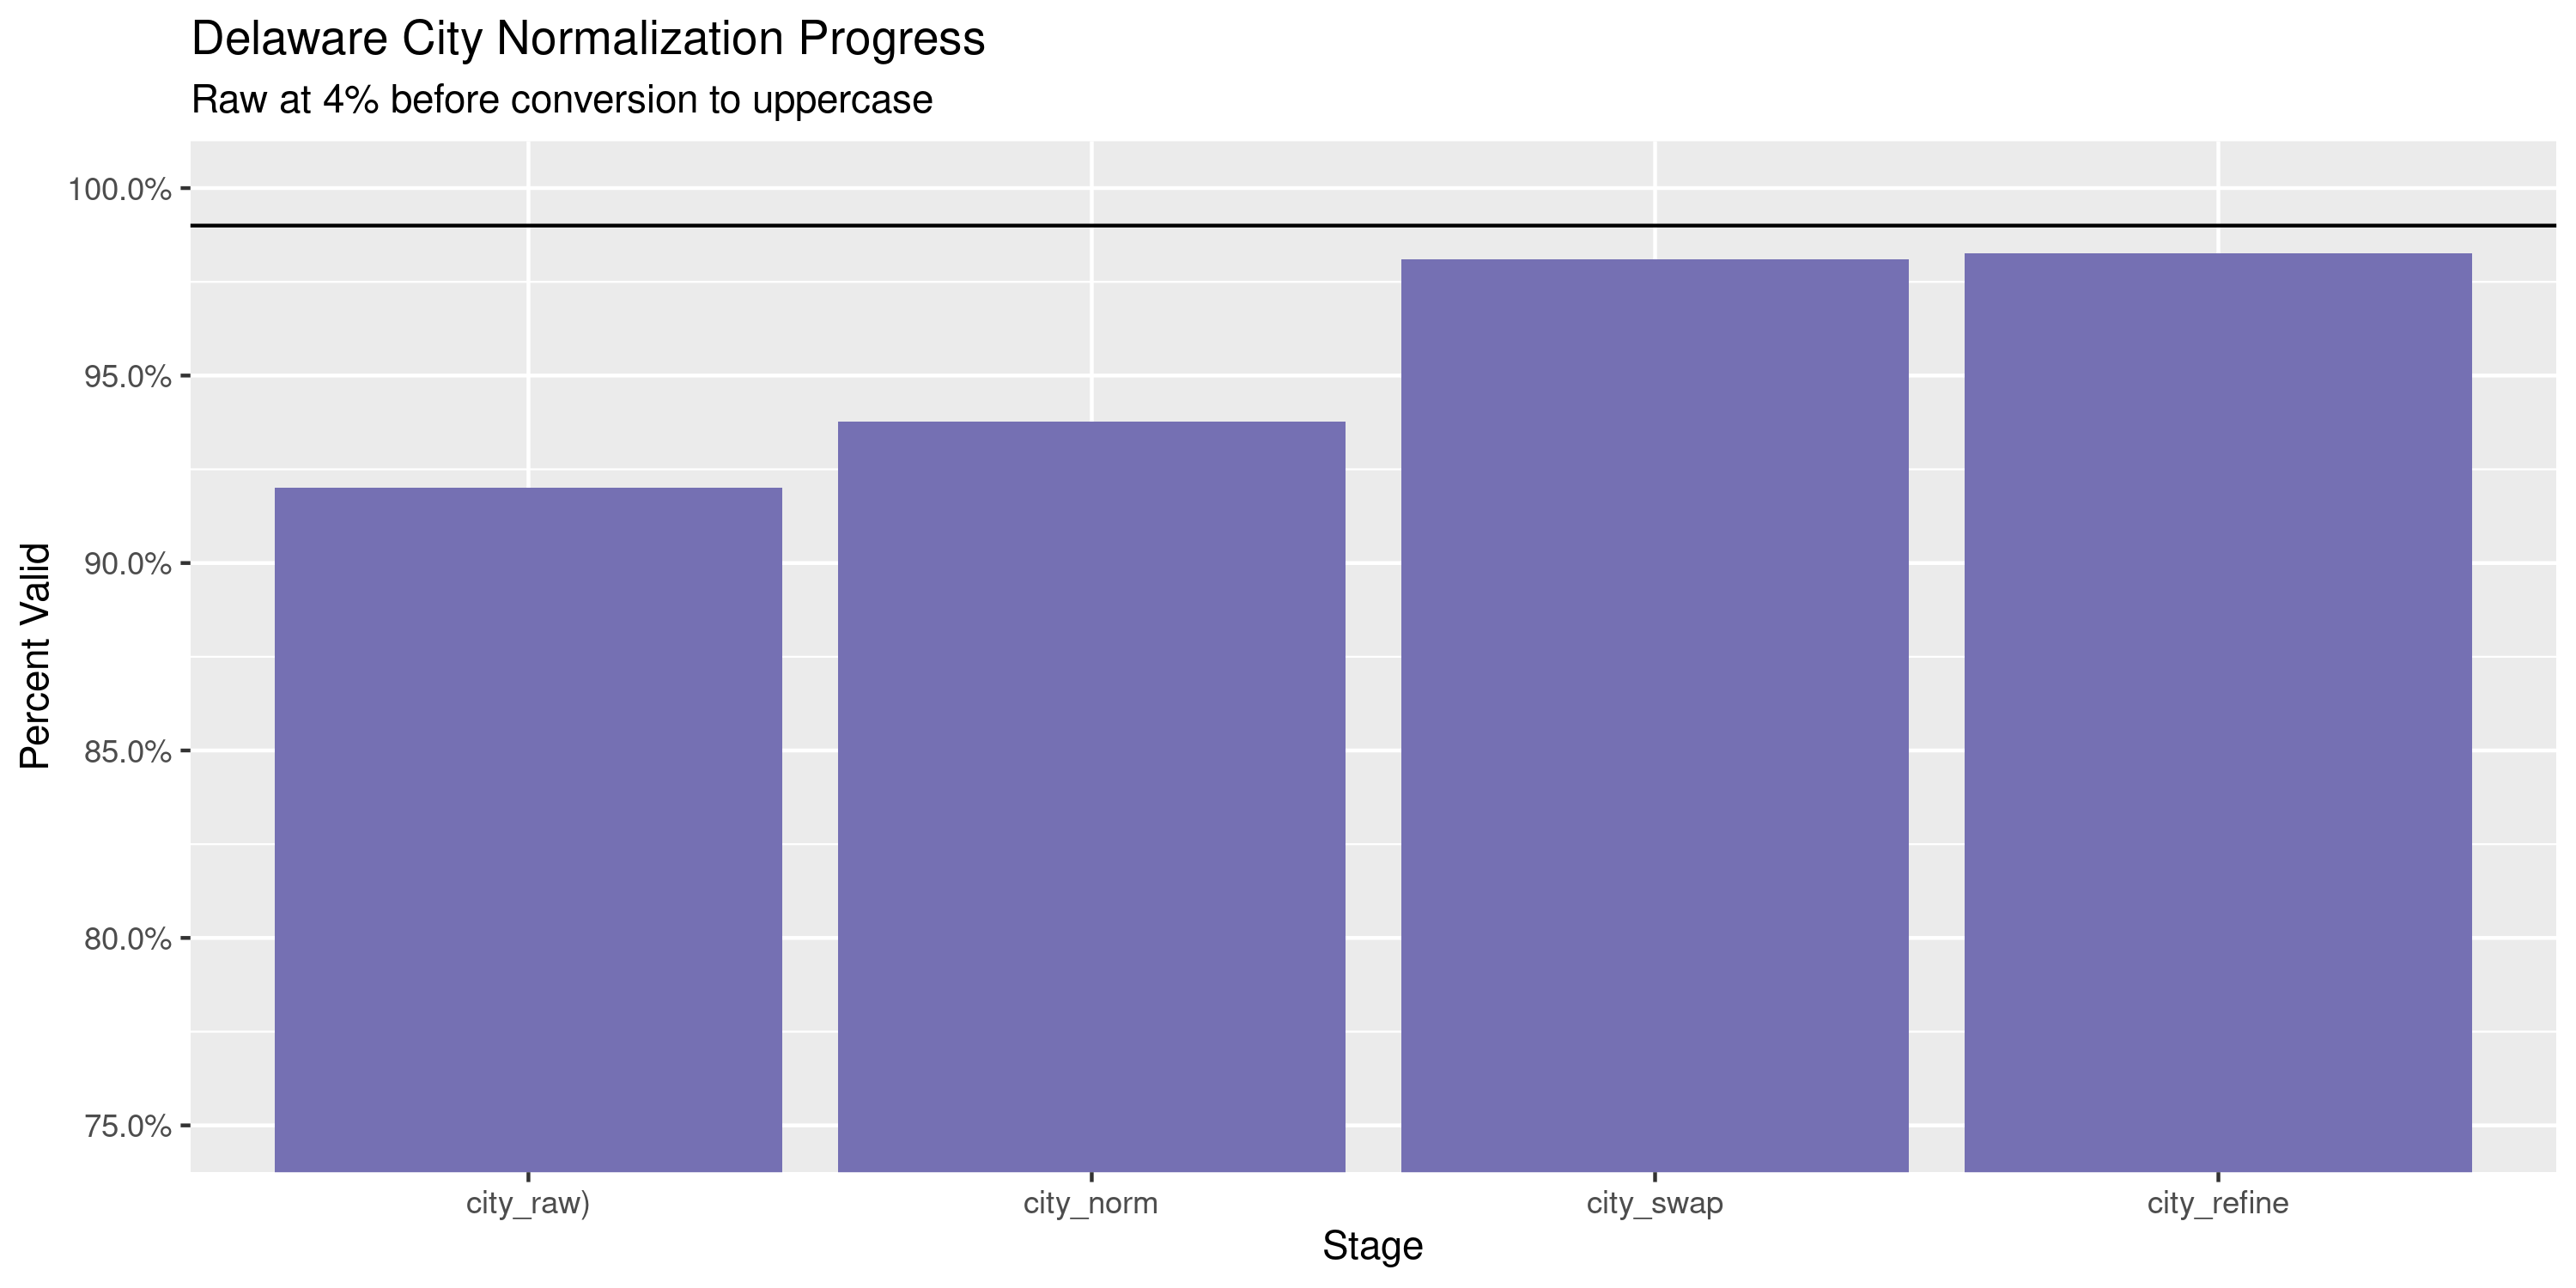 Delaware City Normalization Progress
Raw at 4% before conversion to uppercase
100.0%
95.0%
90.0%
85.0%
80.0%
75.0%
Percent Valid
city_raw)
city_norm
city_swap
city_refine
Stage